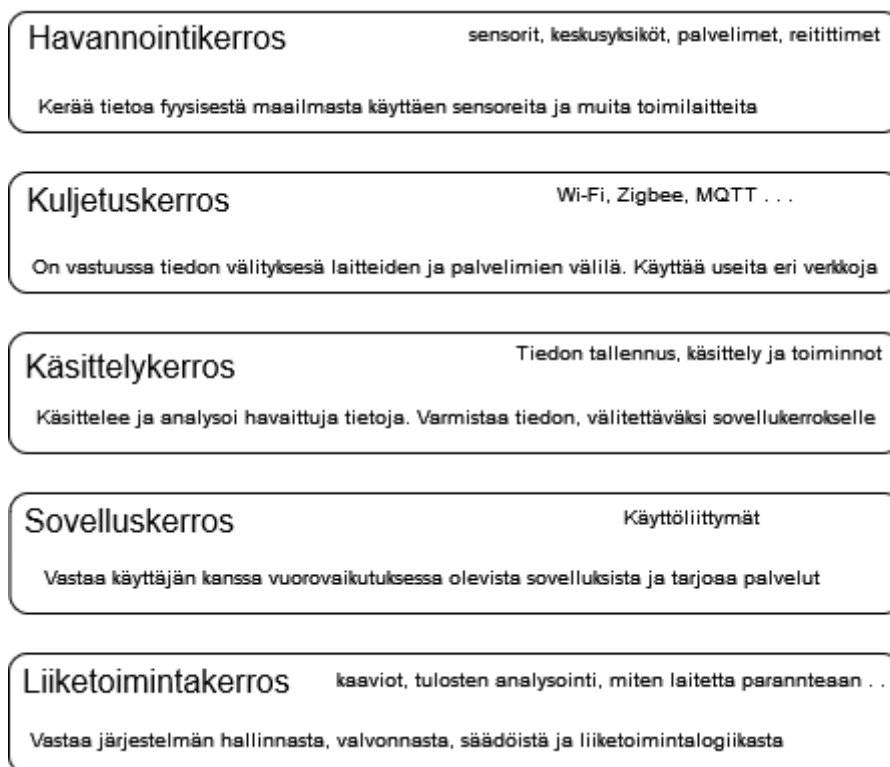 Havannointikerros
sensorit, keskusyksiköt, palvelimet, reitittimet
Kerää tietoa fyysisestä maailmasta käyttäen sensoreita ja muita toimilaitteita
Kuljetuskerros
Wi-Fi, Zigbee, MQTT . . .
On vastuussa tiedon välityksesä laitteiden ja palvelimien välilä. Käyttää useita eri verkkoja
Käsittelykerros
Tiedon tallennus, käsittely ja toiminnot
Käsittelee ja analysoi havaittuja tietoja. Varmistaa tiedon, välitettäväksi sovellukerrokselle
Sovelluskerros
Käyttöliittymät
Vastaa käyttäjän kanssa vuorovaikutuksessa olevista sovelluksista ja tarjoaa palvelut
Liiketoimintakerros
kaaviot, tulosten analysointi, miten laitetta parannteaan . .
Vastaa järjestelmän hallinnasta, valvonnasta, säädöistä ja liiketoimintalogiikasta